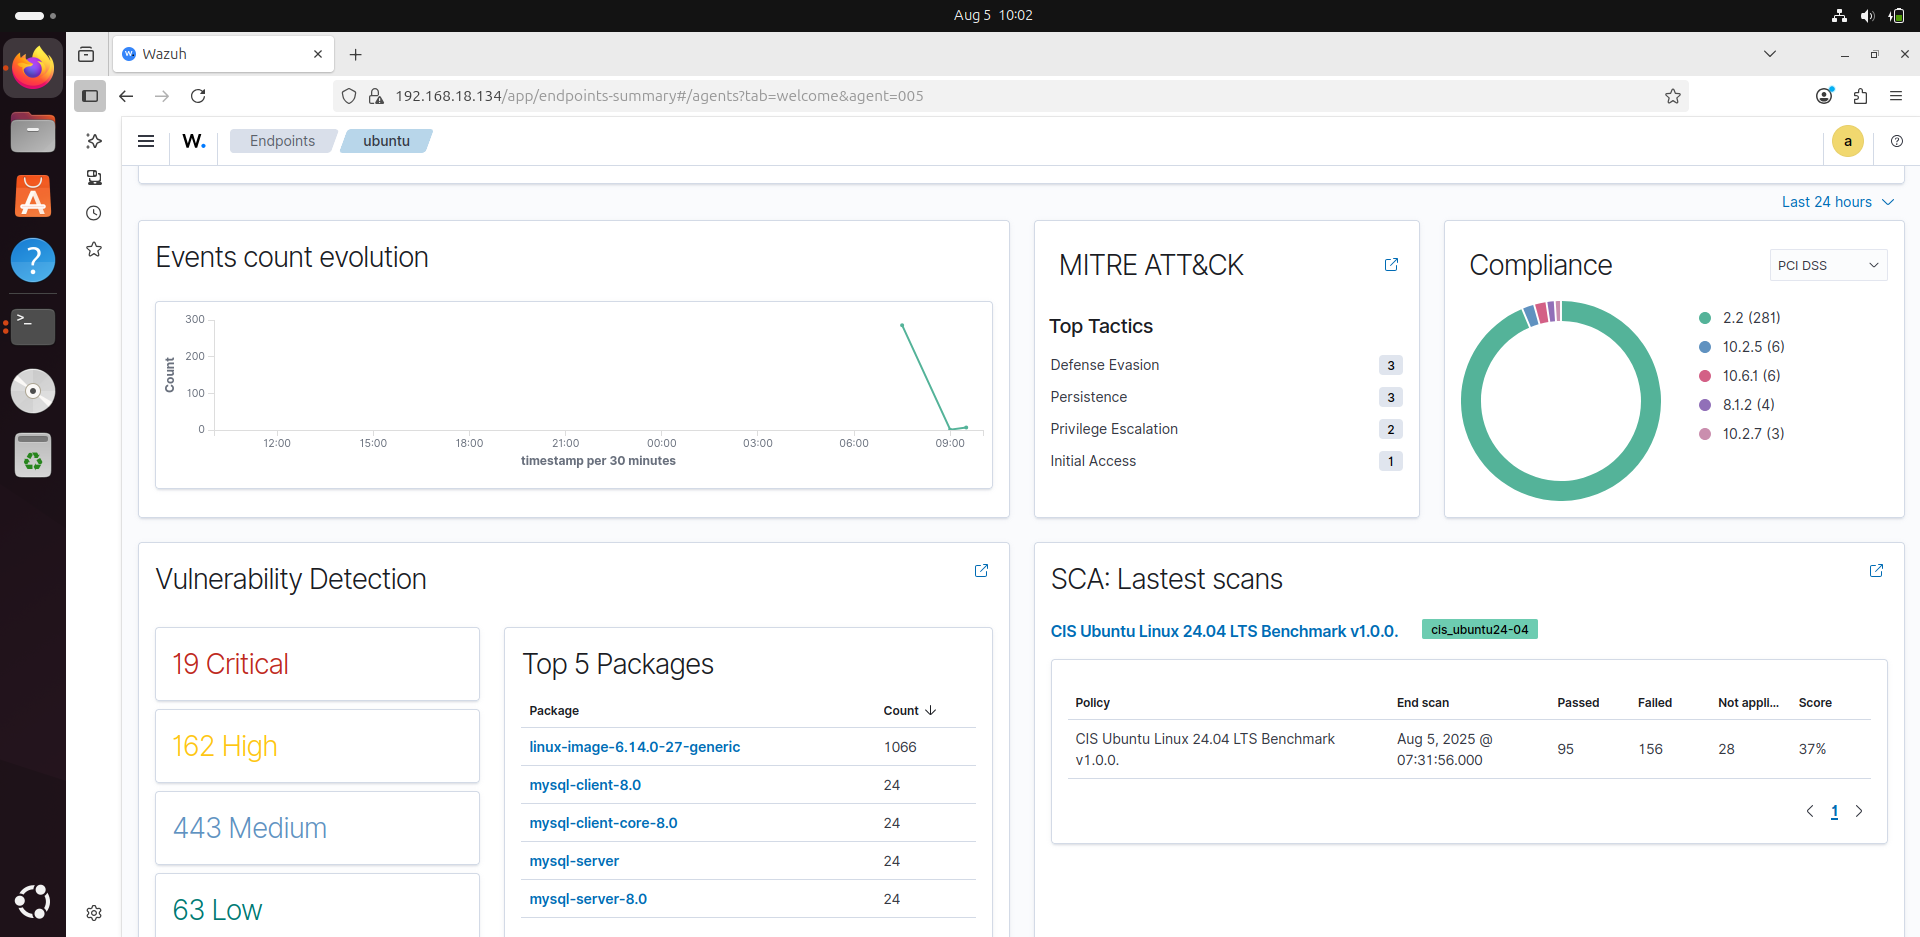 Aug 5 10:02
Wazuh
192.168.18.134/app/endpoints-summary#/agents?tab=welcome&agent=005
W.
Endpoints
ubuntu
a
Last 24 hours
Events count evolution
300
200
100
0
Count
12:00
15:00
18:00
21:00
00:00
03:00
06:00
09:00
timestamp per 30 minutes
MITRE ATT&CK
Top Tactics
Defense Evasion 3
Persistence 3
Privilege Escalation 2
Initial Access 1
Compliance
PCI DSS
2.2 (281)
10.2.5 (6)
10.6.1 (6)
8.1.2 (4)
10.2.7 (3)
Vulnerability Detection
19 Critical
162 High
443 Medium
63 Low
Top 5 Packages
Package Count
linux-image-6.14.0-27-generic 1066
mysql-client-8.0 24
mysql-client-core-8.0 24
mysql-server 24
mysql-server-8.0 24
SCA: Lastest scans
CIS Ubuntu Linux 24.04 LTS Benchmark v1.0.0. cis_ubuntu24-04
Policy End scan Passed Failed Not appli... Score
CIS Ubuntu Linux 24.04 LTS Benchmark v1.0.0. Aug 5, 2025 @ 07:31:56.000 95 156 28 37%
1